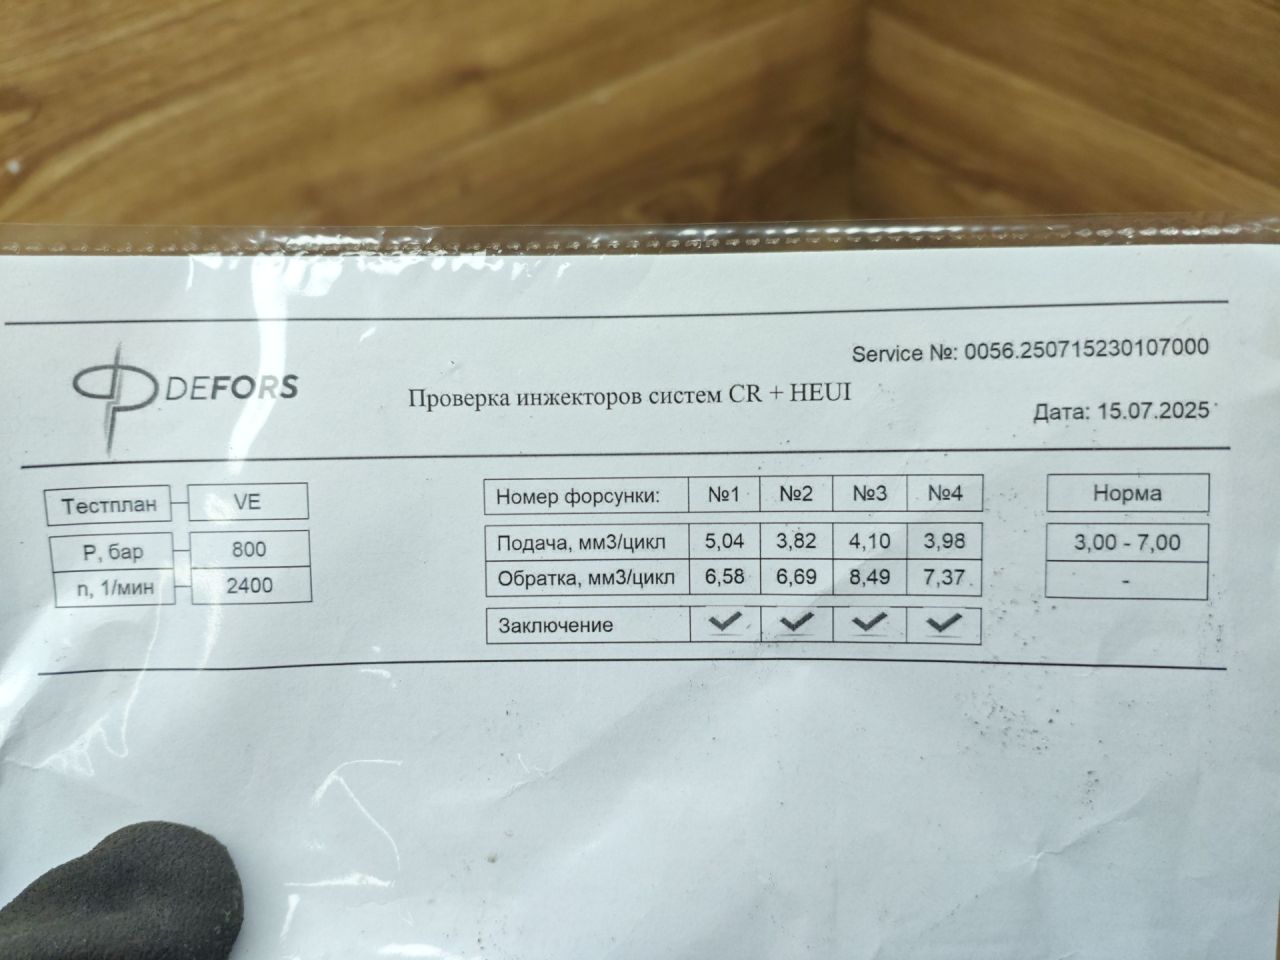 Service №: 0056.250715230107000
DEFORS
Проверка инжекторов систем CR + HEUI
Дата: 15.07.2025
Тестплан VE
P, бар 800
n, 1/мин 2400
Номер форсунки: №1 №2 №3 №4 Норма
Подача, мм3/цикл 5,04 3,82 4,10 3,98 3,00 - 7,00
Обратка, мм3/цикл 6,58 6,69 8,49 7,37 -
Заключение